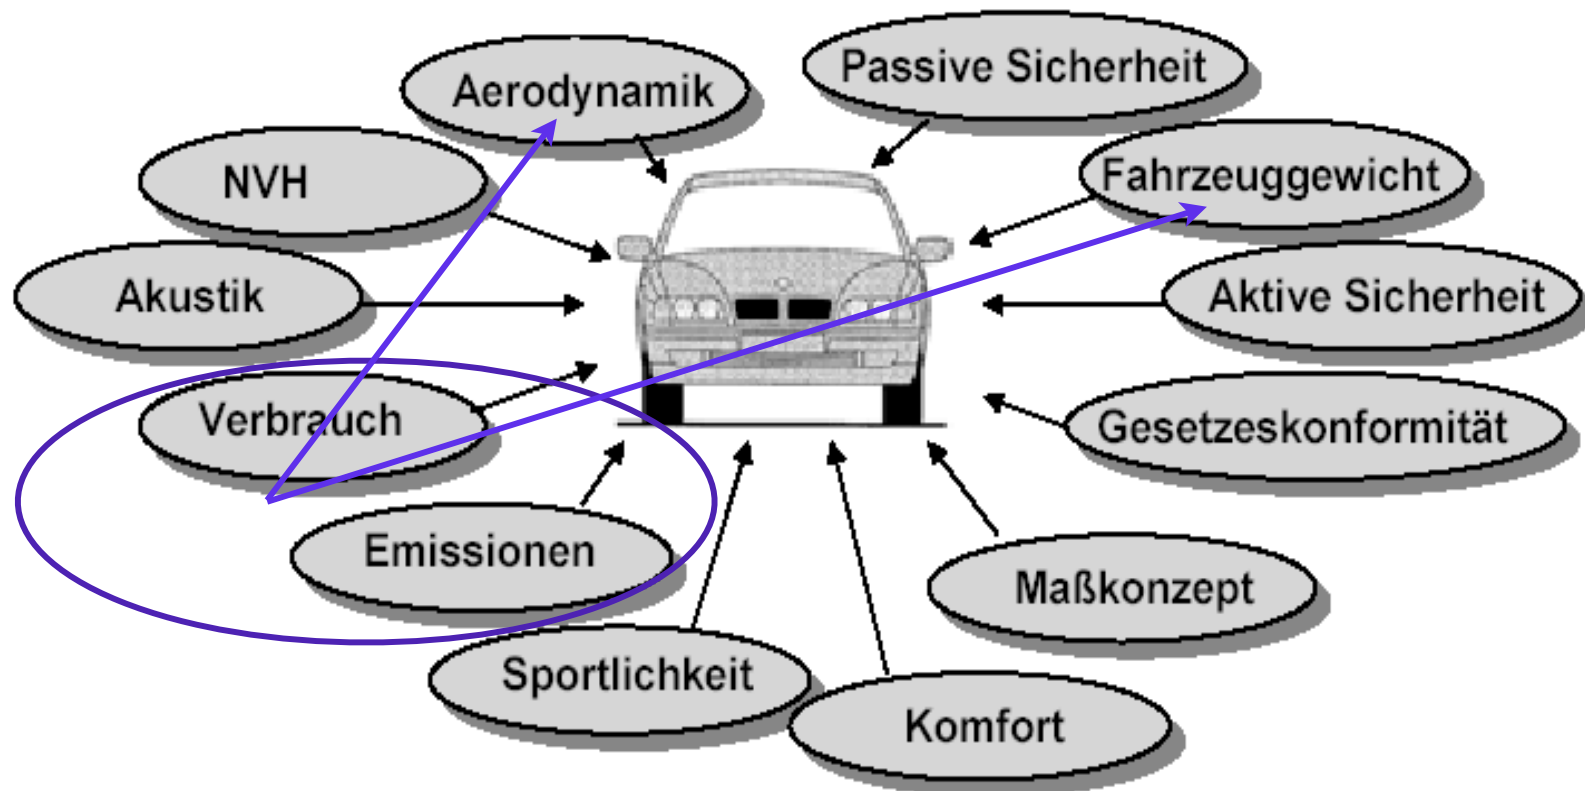 Passive Sicherheit
Aerodynamik
Fahrzeuggewicht
NVH
Akustik
Aktive Sicherheit
Verbrauch
Gesetzeskonformität
Emissionen
Maßkonzept
Sportlichkeit
Komfort